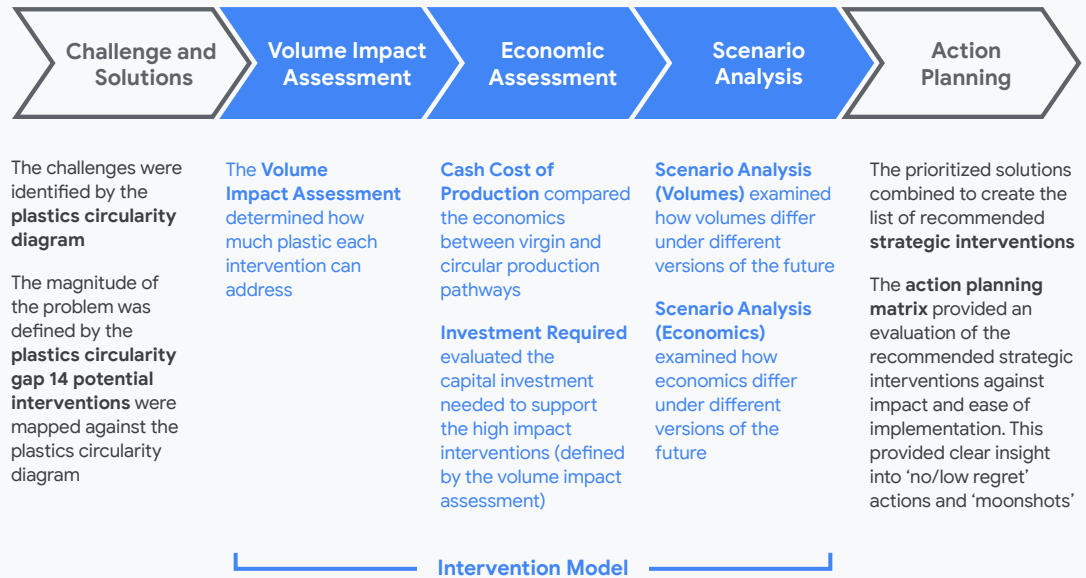 Challenge and
Solutions
Volume Impact
Assessment
Economic
Assessment
Scenario
Analysis
Action
Planning
The challenges were
identified by the
plastics circularity
diagram
The magnitude of
the problem was
defined by the
plastics circularity
gap 14 potential
interventions were
mapped against the
plastics circularity
diagram
The Volume
Impact Assessment
determined how
much plastic each
intervention can
address
Cash Cost of
Production compared
the economics
between virgin and
circular production
pathways
Investment Required
evaluated the
capital investment
needed to support
the high impact
interventions (defined
by the volume impact
assessment)
Scenario Analysis
(Volumes) examined
how volumes differ
under different
versions of the future
Scenario Analysis
(Economics)
examined how
economics differ
under different
versions of the
future
The prioritized solutions
combined to create the
list of recommended
strategic interventions
The action planning
matrix provided an
evaluation of the
recommended strategic
interventions against
impact and ease of
implementation. This
provided clear insight
into ‘no/low regret’
actions and ‘moonshots’
Intervention Model